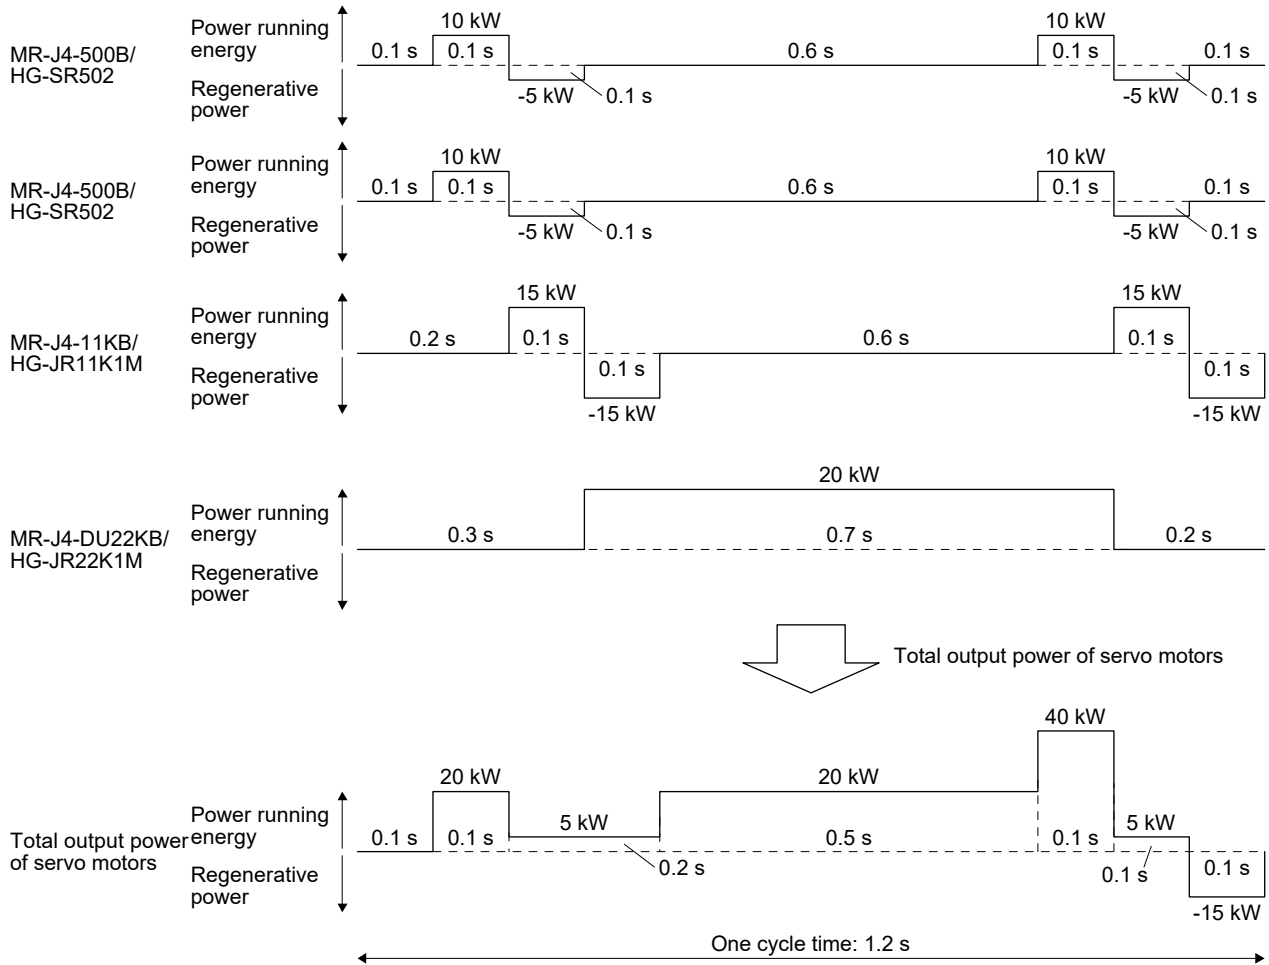 MR-J4-500B/
HG-SR502
Power running
energy
Regenerative
power
10 kW
10 kW
0.1 s
0.1 s
0.6 s
0.1 s
0.1 s
-5 kW
0.1 s
-5 kW
0.1 s
MR-J4-500B/
HG-SR502
Power running
energy
Regenerative
power
10 kW
10 kW
0.1 s
0.1 s
0.6 s
0.1 s
0.1 s
-5 kW
0.1 s
-5 kW
0.1 s
MR-J4-11KB/
HG-JR11K1M
Power running
energy
Regenerative
power
15 kW
15 kW
0.2 s
0.1 s
0.6 s
0.1 s
0.1 s
0.1 s
-15 kW
-15 kW
MR-J4-DU22KB/
HG-JR22K1M
Power running
energy
Regenerative
power
20 kW
0.3 s
0.7 s
0.2 s
Total output power of servo motors
Total output power
of servo motors
Power running
energy
Regenerative
power
40 kW
20 kW
20 kW
5 kW
5 kW
0.1 s
0.1 s
0.5 s
0.1 s
0.2 s
0.1 s
0.1 s
-15 kW
One cycle time: 1.2 s